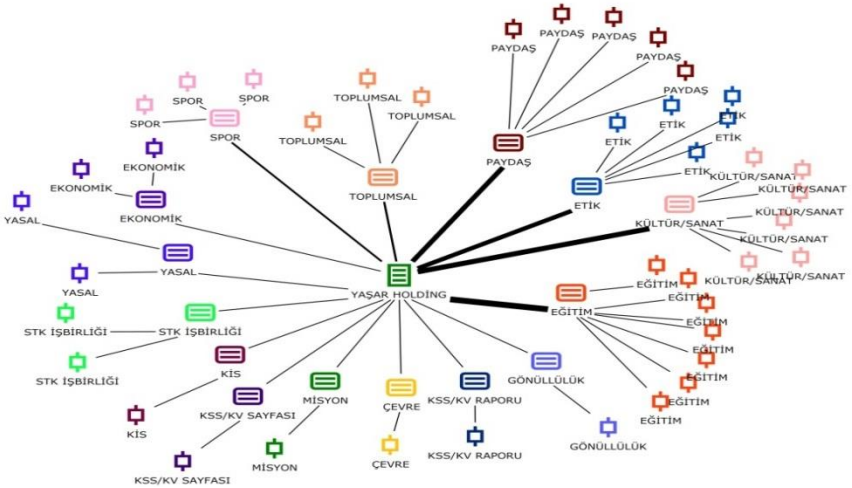 PAYDAŞ
PAYDAŞ
PAYDAŞ
PAYDAŞ
PAYDAŞ
SPOR
SPOR
SPOR
SPOR
TOPLUMSAL
TOPLUMSAL
TOPLUMSAL
TOPLUMSAL
PAYDAŞ
ETİK
ETİK
ETİK
ETİK
ETİK
ETİK
EKONOMİK
EKONOMİK
EKONOMİK
KÜLTÜR/SANAT
KÜLTÜR/SANAT
KÜLTÜR/SANAT
KÜLTÜR/SANAT
KÜLTÜR/SANAT
KÜLTÜR/SANAT
KÜLTÜR/SANAT
YASAL
YASAL
YASAL
YAŞAR HOLDİNG
EĞİTİM
EĞİTİM
EĞİTİM
EĞİTİM
EĞİTİM
EĞİTİM
EĞİTİM
EĞİTİM
STK İŞBİRLİĞİ
STK İŞBİRLİĞİ
STK İŞBİRLİĞİ
KİS
KİS
KSS/KV SAYFASI
KSS/KV SAYFASI
MİSYON
MİSYON
ÇEVRE
ÇEVRE
KSS/KV RAPORU
KSS/KV RAPORU
GÖNÜLLÜLÜK
GÖNÜLLÜLÜK